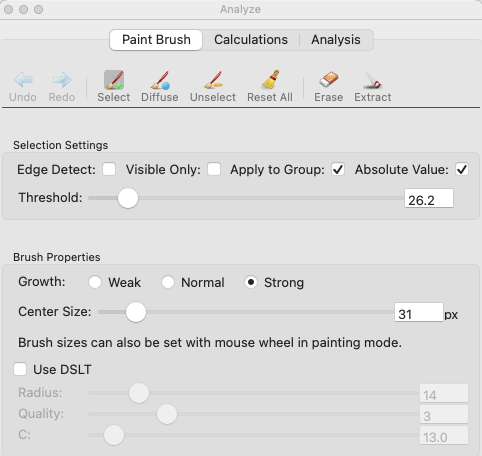 Analyze
Paint Brush Calculations Analysis
Undo Redo Select Diffuse Unselect Reset All Erase Extract
Selection Settings
Edge Detect: Visible Only: Apply to Group: Absolute Value:
Threshold: 26.2
Brush Properties
Growth: Weak Normal Strong
Center Size: 31 px
Brush sizes can also be set with mouse wheel in painting mode.
Use DSLT
Radius: 14
Quality: 3
C: 13.0